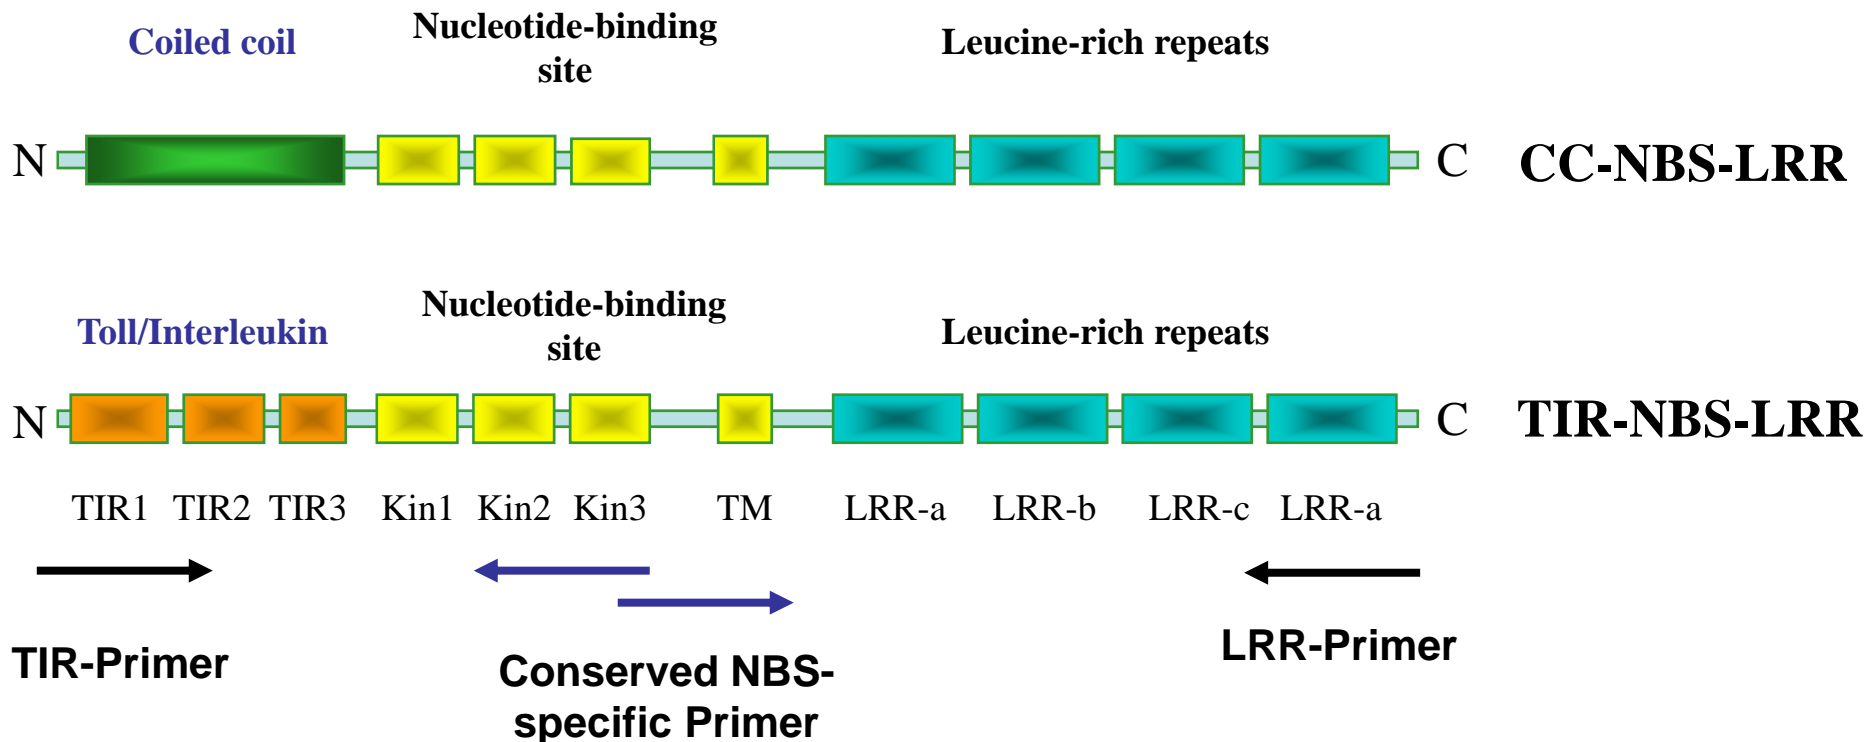 Coiled coil
Nucleotide-binding
site
Leucine-rich repeats
N
C
CC-NBS-LRR
Toll/Interleukin
Nucleotide-binding
site
Leucine-rich repeats
N
C
TIR-NBS-LRR
TIR1 TIR2 TIR3 Kin1 Kin2 Kin3 TM LRR-a LRR-b LRR-c LRR-a
TIR-Primer
Conserved NBS-
specific Primer
LRR-Primer